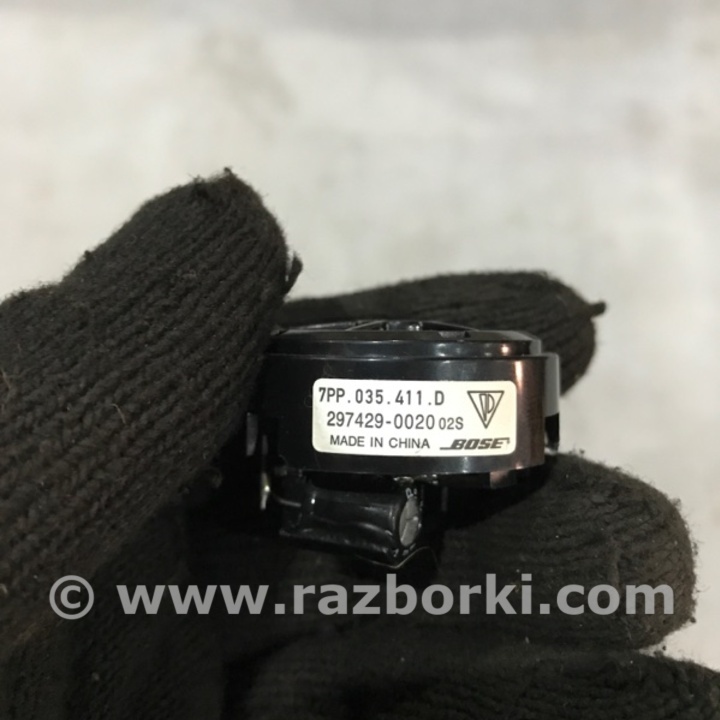 7PP.035.411.D
297429-0020 02S
MADE IN CHINA BOSE
© www.razborki.com